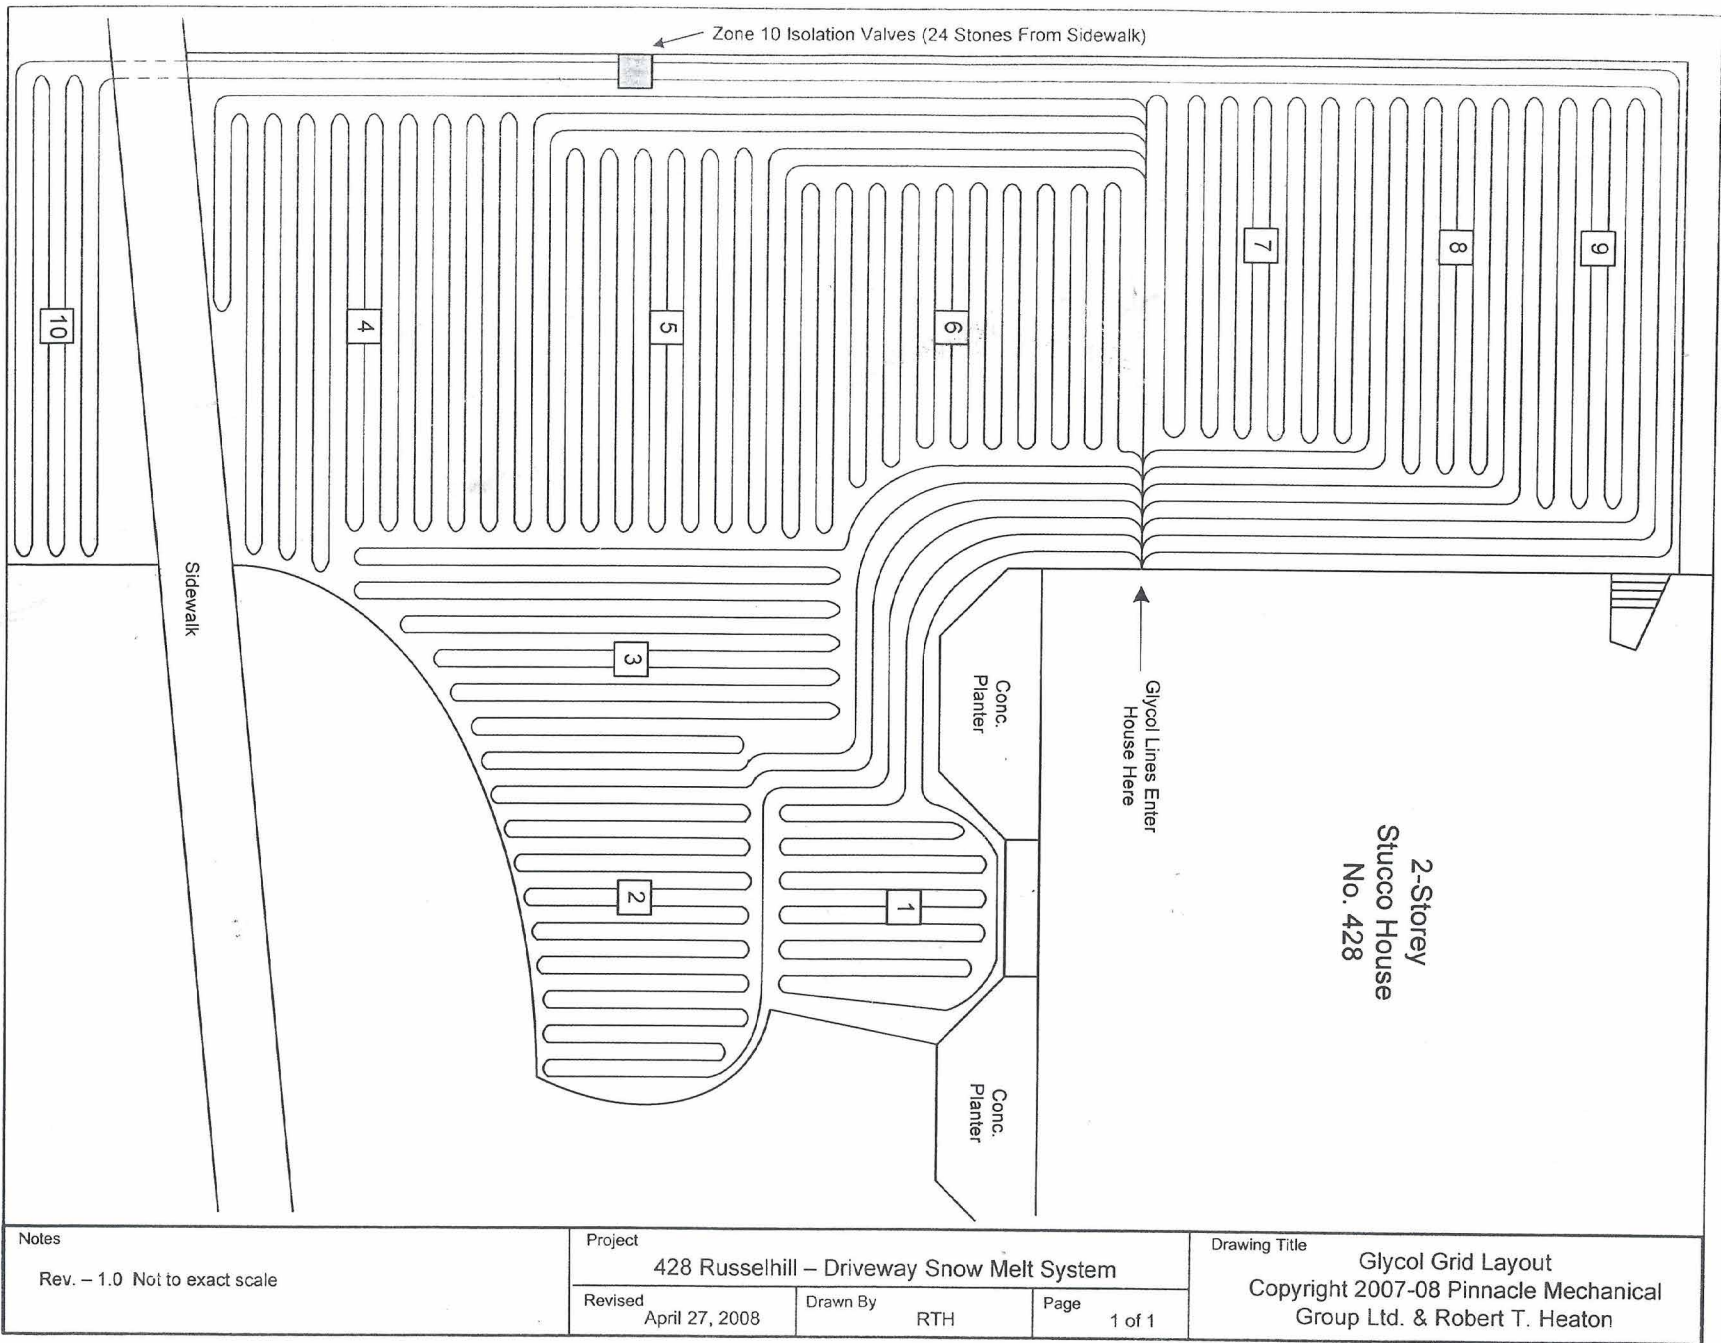 Zone 10 Isolation Valves (24 Stones From Sidewalk)
7
8
9
10
4
5
6
Sidewalk
3
Conc.
Planter
Glycol Lines Enter
House Here
2
1
2-Storey
Stucco House
No. 428
Conc.
Planter
Notes
Rev. – 1.0 Not to exact scale
Project
428 Russelhill – Driveway Snow Melt System
Revised
April 27, 2008
Drawn By
RTH
Page
1 of 1
Drawing Title
Glycol Grid Layout
Copyright 2007-08 Pinnacle Mechanical
Group Ltd. & Robert T. Heaton